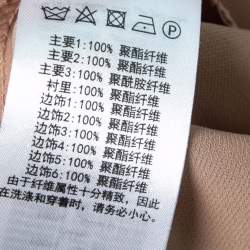 主要1:100% 聚酯纤维
主要2:100% 聚酯纤维
主要3:100% 聚酰胺纤维
衬里:100% 聚酯纤维
边饰1:100% 聚酯纤维
边饰2:100% 聚酯纤维
边饰3:100% 聚酯纤维
边饰4:100% 聚酯纤维
边饰5:100% 聚酯纤维
边饰6:100% 聚酯纤维
由于纤维属性十分精致，因此
在洗涤和穿着时，请务必小心。